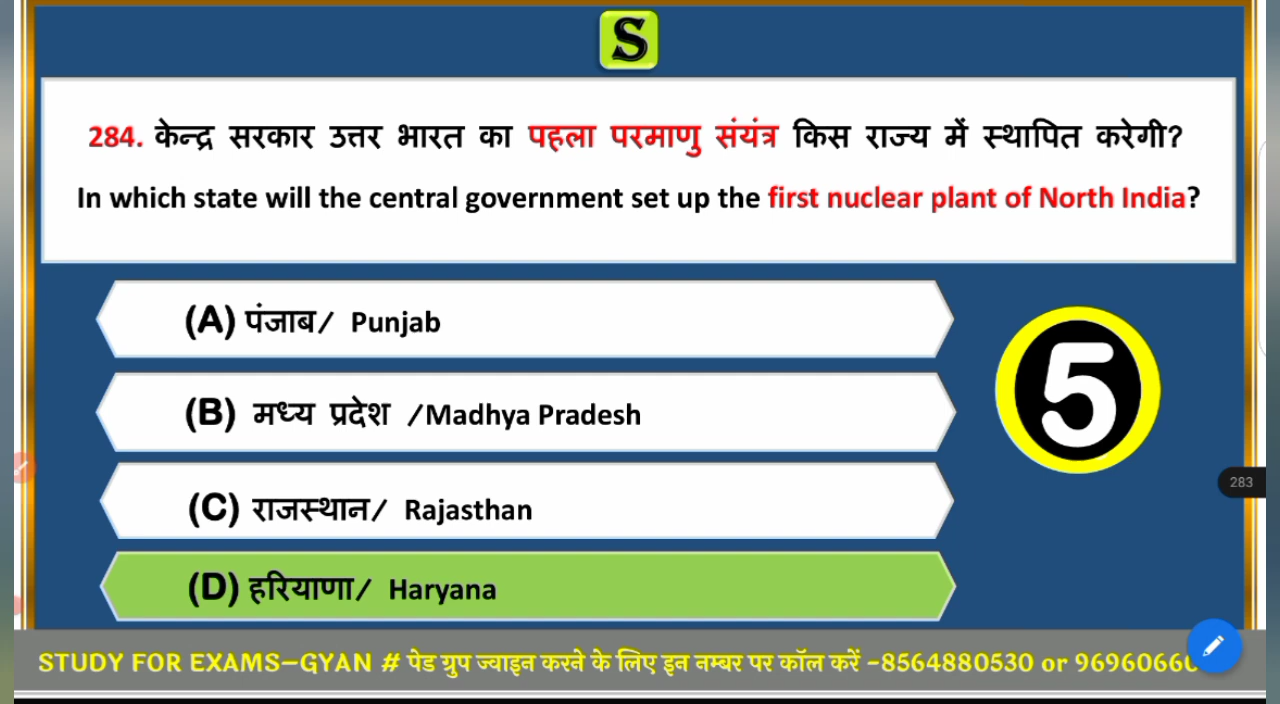 S
284. केन्द्र सरकार उत्तर भारत का पहला परमाणु संयंत्र किस राज्य में स्थापित करेगी?
In which state will the central government set up the first nuclear plant of North India?
(A) पंजाब/ Punjab
(B) मध्य प्रदेश /Madhya Pradesh
5
(C) राजस्थान/ Rajasthan
283
(D) हरियाणा/ Haryana
STUDY FOR EXAMS–GYAN # पेड ग्रुप ज्वाइन करने के लिए इन नम्बर पर कॉल करें -8564880530 or